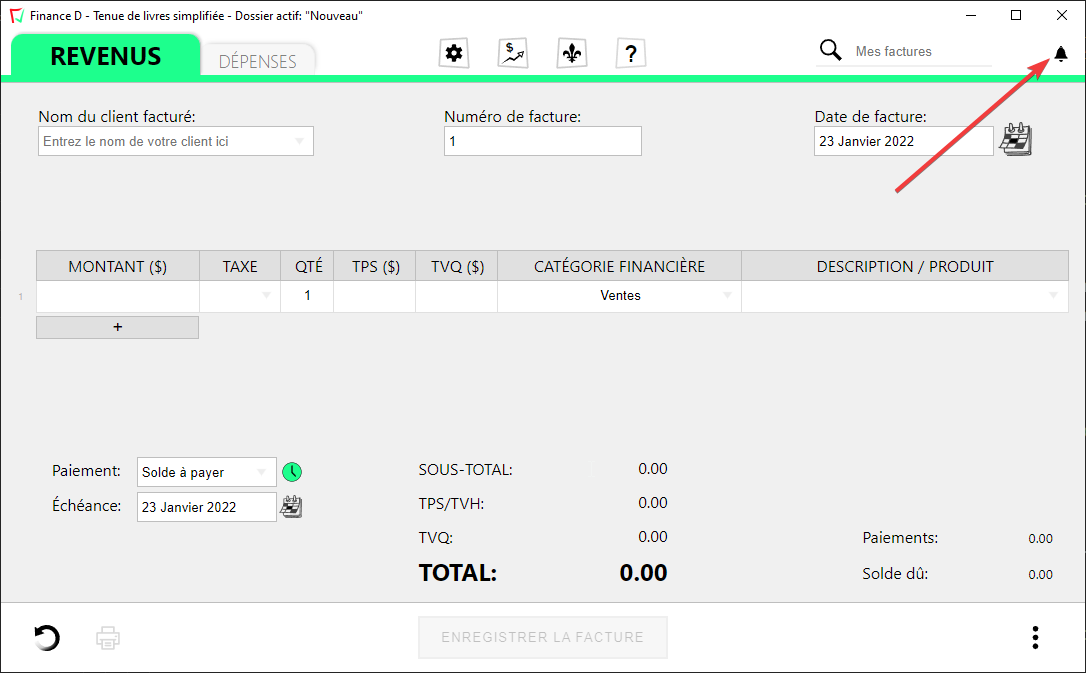 Finance D - Tenue de livres simplifiée - Dossier actif: "Nouveau"
REVENUS
DÉPENSES
$
?
Mes factures
Nom du client facturé:
Numéro de facture:
Date de facture:
Entrez le nom de votre client ici
1
23 Janvier 2022
MONTANT ($) TAXE QTÉ TPS ($) TVQ ($) CATÉGORIE FINANCIÈRE DESCRIPTION / PRODUIT
1 1 Ventes
+
Paiement: Solde à payer
Échéance: 23 Janvier 2022
SOUS-TOTAL: 0.00
TPS/TVH: 0.00
TVQ: 0.00
TOTAL: 0.00
Paiements: 0.00
Solde dû: 0.00
ENREGISTRER LA FACTURE